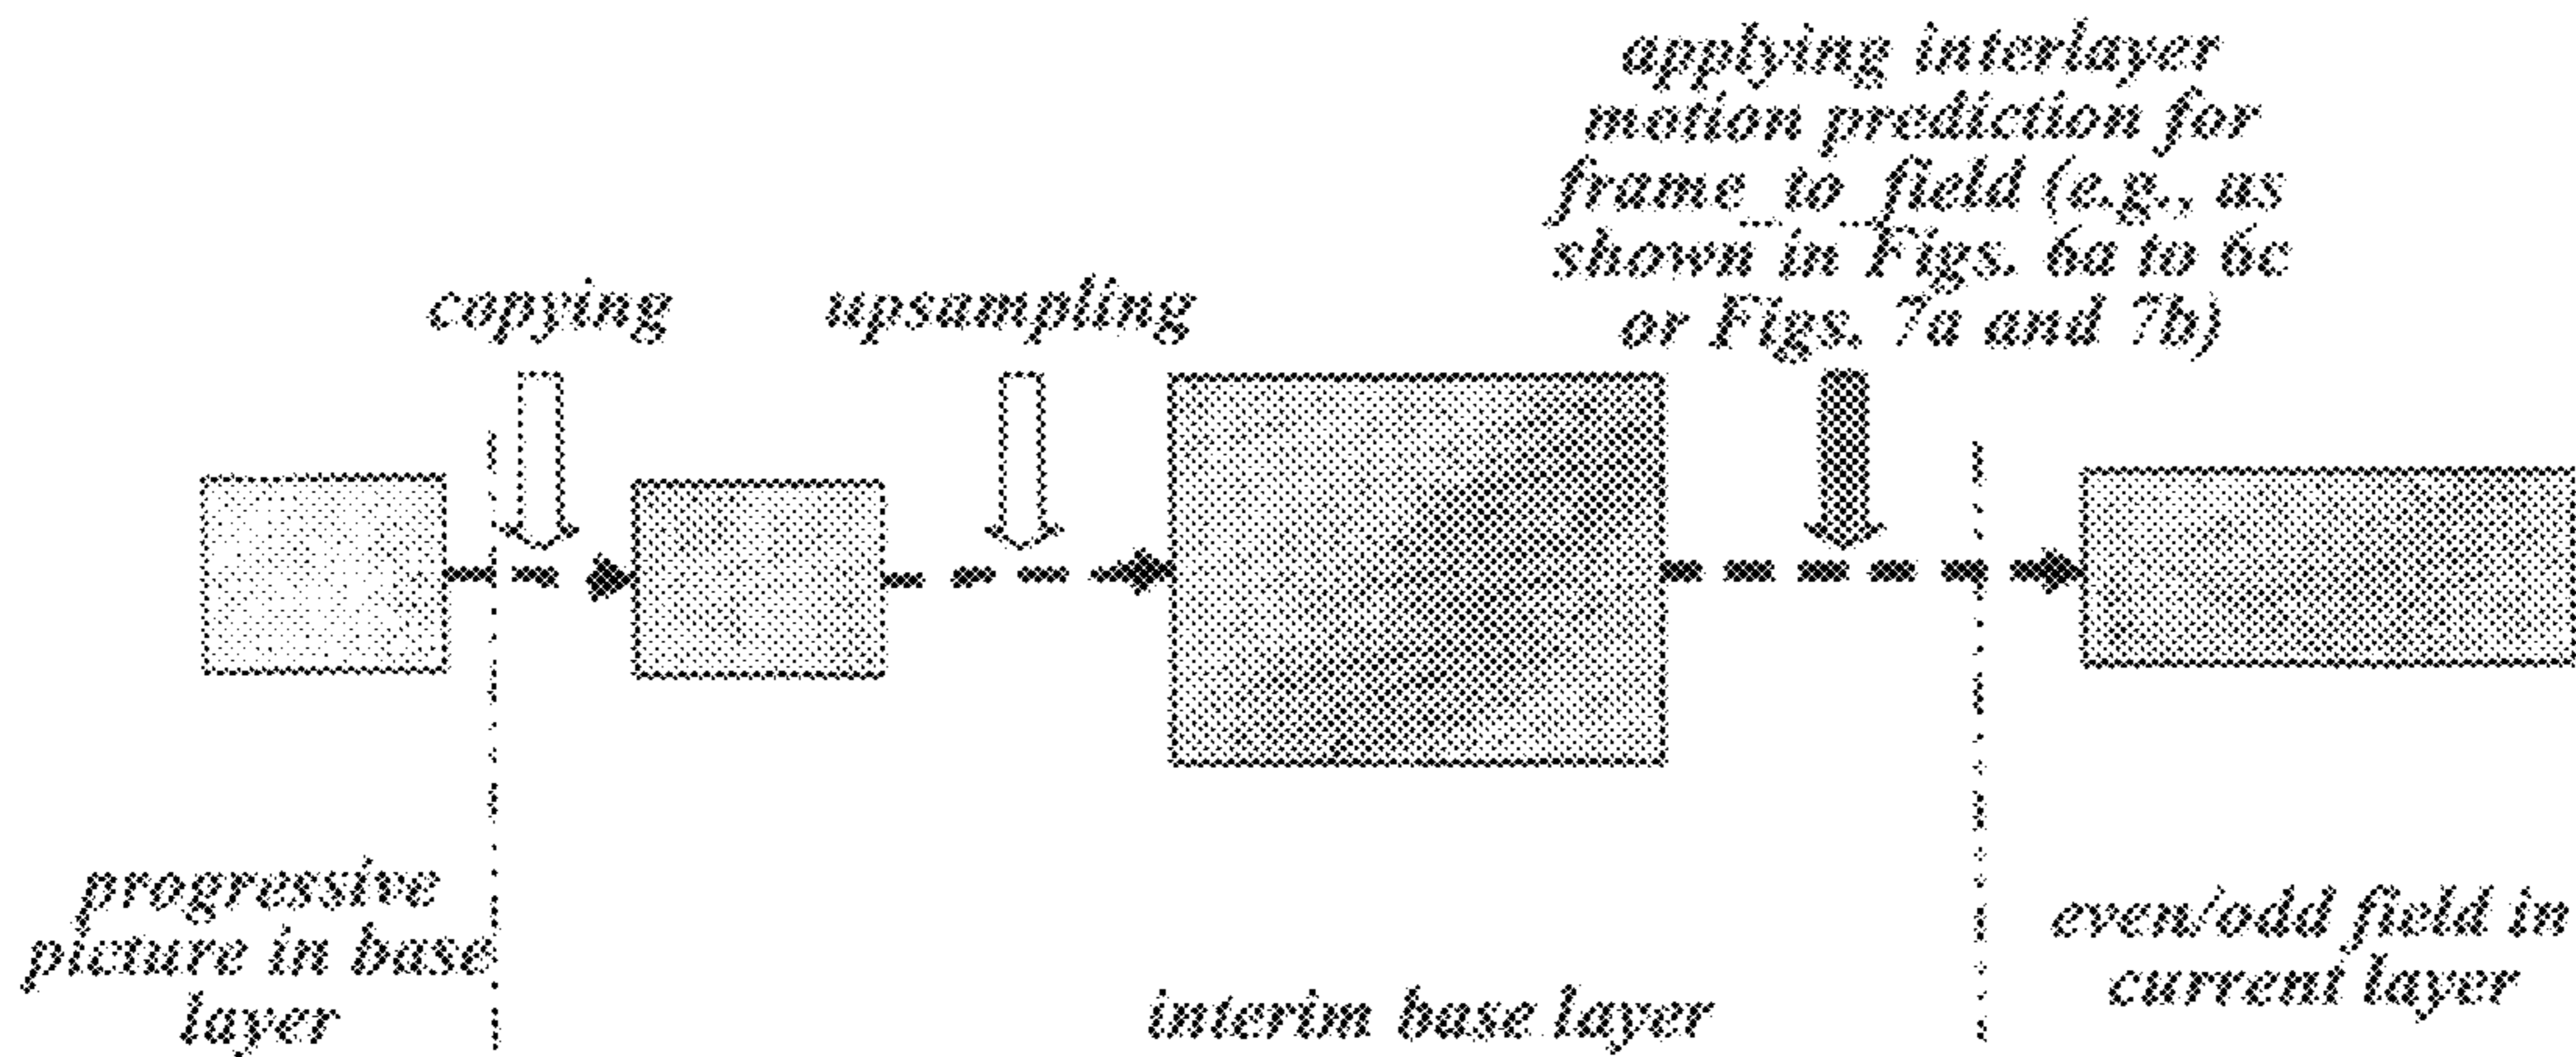 applying interlayer
motion prediction for
frame_to_field (e.g., as
shown in Figs. 6a to 6c
or Figs. 7a and 7b)
copying
upsampling
progressive
picture in base
layer
interim base layer
even/odd field in
current layer